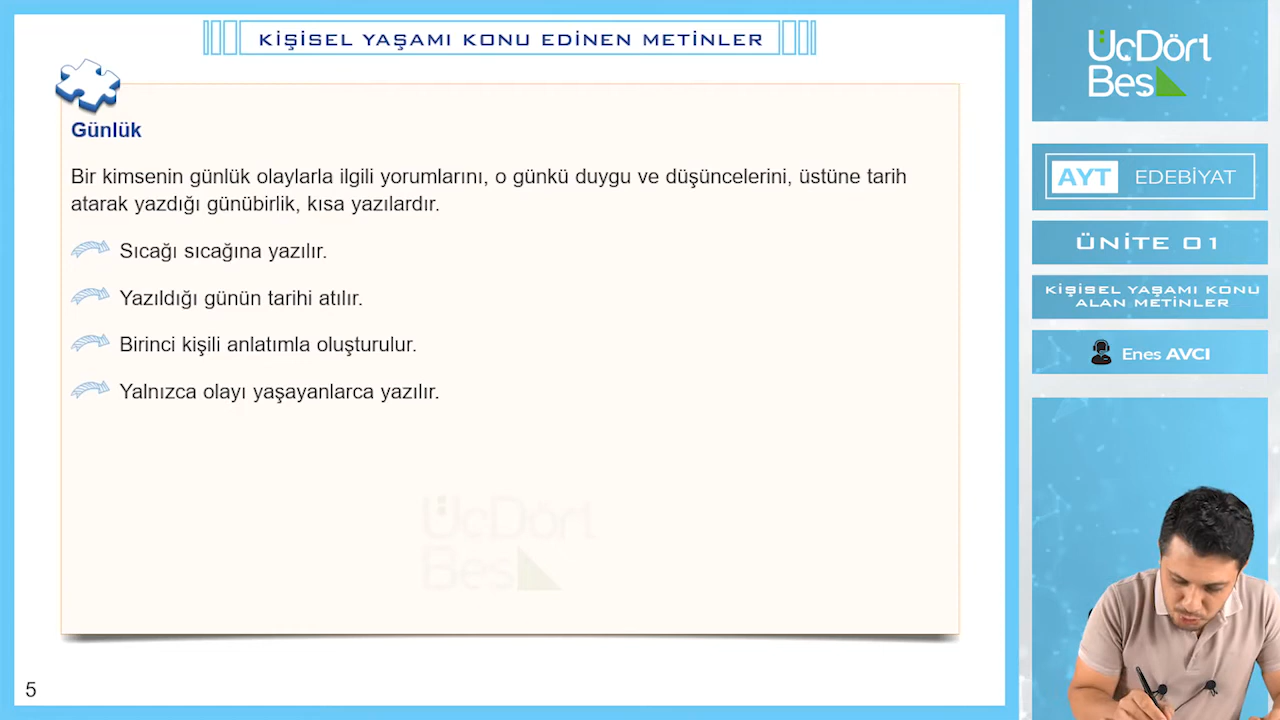 KİŞİSEL YAŞAMI KONU EDİNEN METİNLER
Günlük
Bir kimsenin günlük olaylarla ilgili yorumlarını, o günkü duygu ve düşüncelerini, üstüne tarih
atarak yazdığı günübirlik, kısa yazılardır.
Sıcağı sıcağına yazılır.
Yazıldığı günün tarihi atılır.
Birinci kişili anlatımla oluşturulur.
Yalnızca olayı yaşayanlarca yazılır.
ÜçDört
Beş
5
ÜçDört
Beş
AYT EDEBİYAT
ÜNİTE 01
KİŞİSEL YAŞAMI KONU
ALAN METİNLER
Enes AVCI